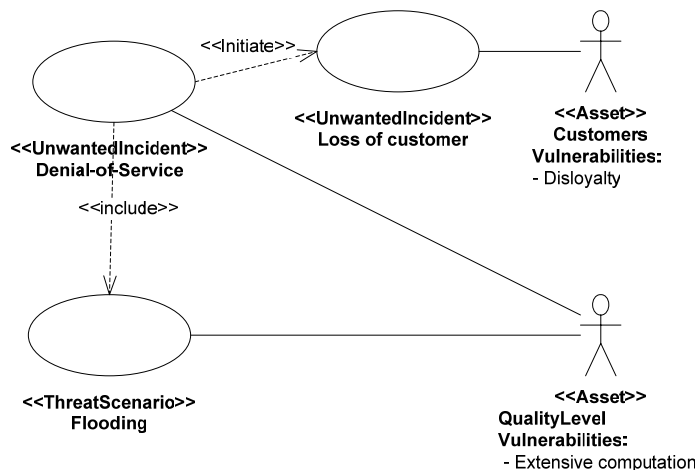 <<Initiate>>
<<UnwantedIncident>>
Loss of customer
<<Asset>>
Customers
Vulnerabilities:
- Disloyalty
<<UnwantedIncident>>
Denial-of-Service
<<include>>
<<ThreatScenario>>
Flooding
<<Asset>>
QualityLevel
Vulnerabilities:
- Extensive computation